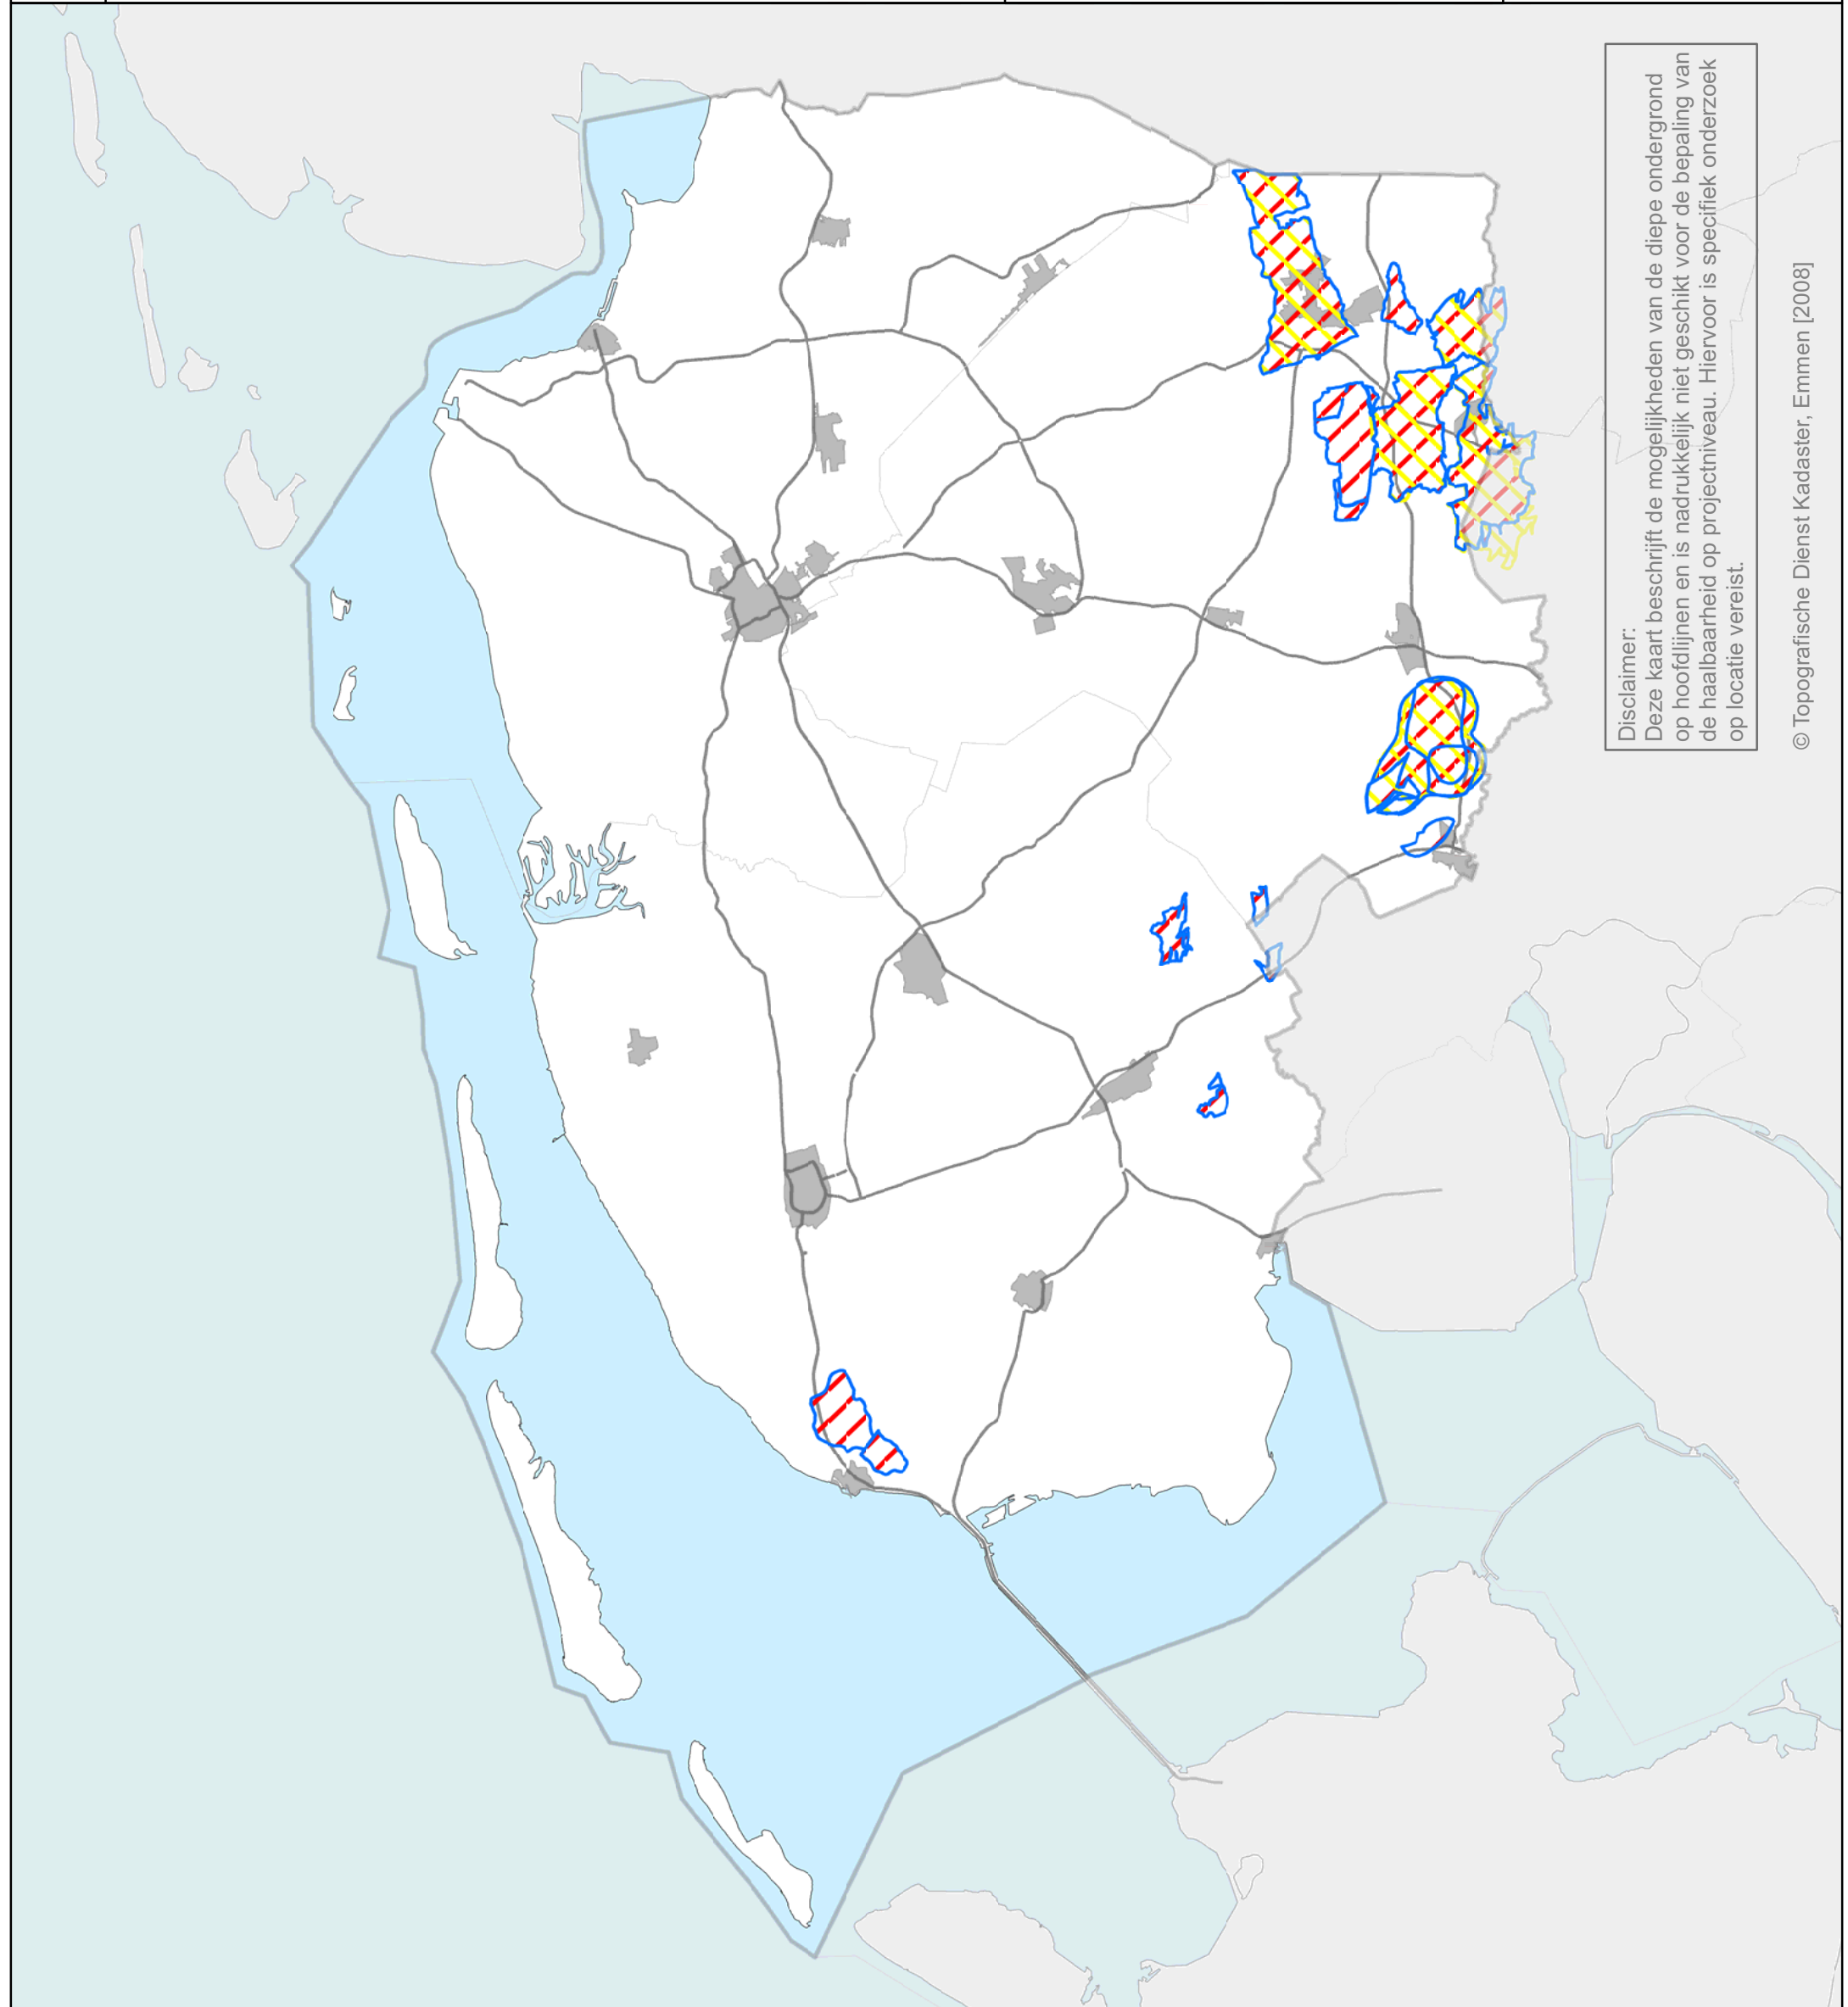 Disclaimer:
Deze kaart beschrijft de mogelijkheden van de diepe ondergrond
op hoofdlijnen en is nadrukkelijk niet geschikt voor de bepaling van
de haalbaarheid op projectniveau. Hiervoor is specifiek onderzoek
op locatie vereist.
© Topografische Dienst Kadaster, Emmen [2008]